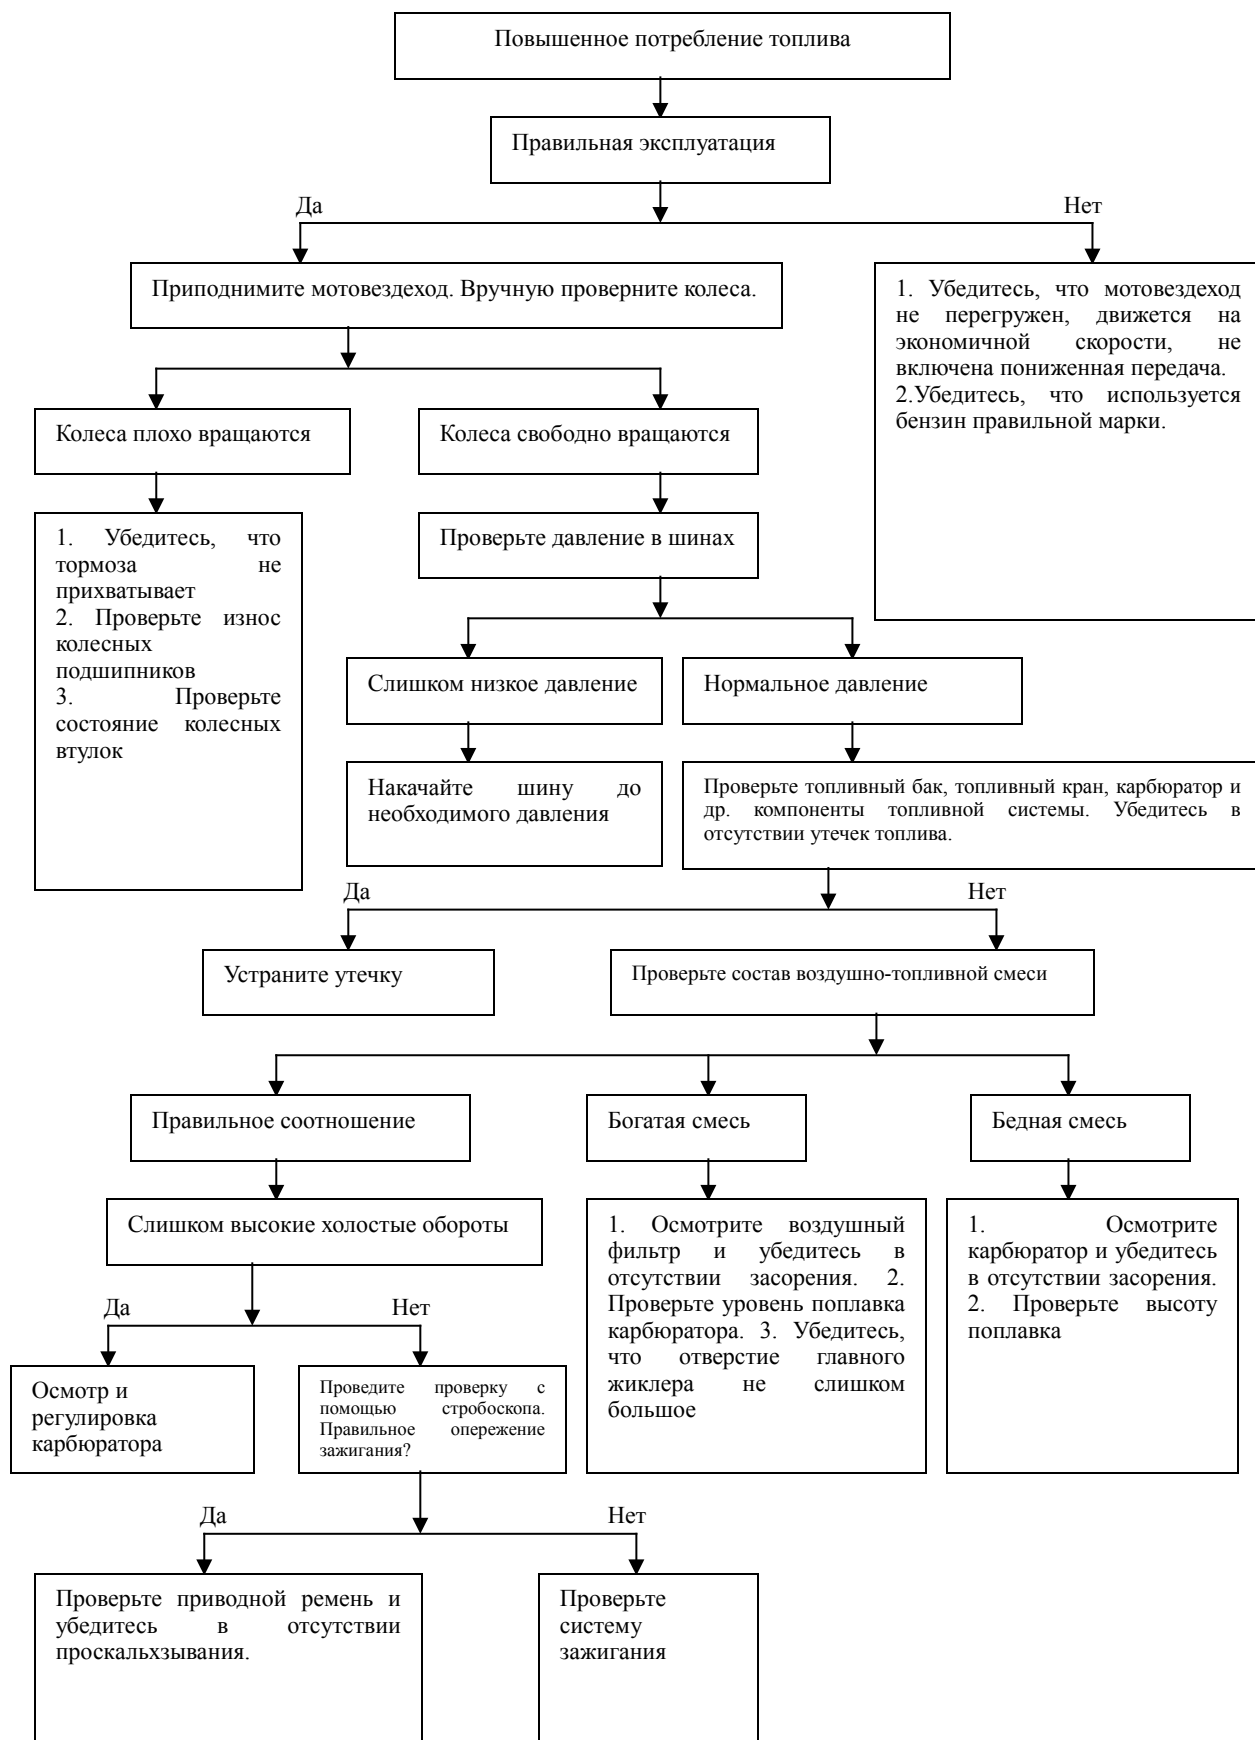 Повышенное потребление топлива
Правильная эксплуатация
Да
Нет
Приподнимите мотовездеход. Вручную проверните колеса.
1. Убедитесь, что мотовездеход
не перегружен, движется на
экономичной скорости, не
включена пониженная передача.
2.Убедитесь, что используется
бензин правильной марки.
Колеса плохо вращаются
Колеса свободно вращаются
1. Убедитесь, что
тормоза не
прихватывает
2. Проверьте износ
колесных
подшипников
3. Проверьте
состояние колесных
втулок
Проверьте давление в шинах
Слишком низкое давление
Нормальное давление
Накачайте шину до
необходимого давления
Проверьте топливный бак, топливный кран, карбюратор и
др. компоненты топливной системы. Убедитесь в
отсутствии утечек топлива.
Да
Нет
Устраните утечку
Проверьте состав воздушно-топливной смеси
Правильное соотношение
Богатая смесь
Бедная смесь
Слишком высокие холостые обороты
1. Осмотрите воздушный
фильтр и убедитесь в
отсутствии засорения. 2.
Проверьте уровень поплавка
карбюратора. 3. Убедитесь,
что отверстие главного
жиклера не слишком
большое
1. Осмотрите
карбюратор и убедитесь
в отсутствии засорения.
2. Проверьте высоту
поплавка
Да
Нет
Осмотр и
регулировка
карбюратора
Проведите проверку с
помощью стробоскопа.
Правильное опережение
зажигания?
Да
Нет
Проверьте приводной ремень и
убедитесь в отсутствии
проскальхзывания.
Проверьте
систему
зажигания